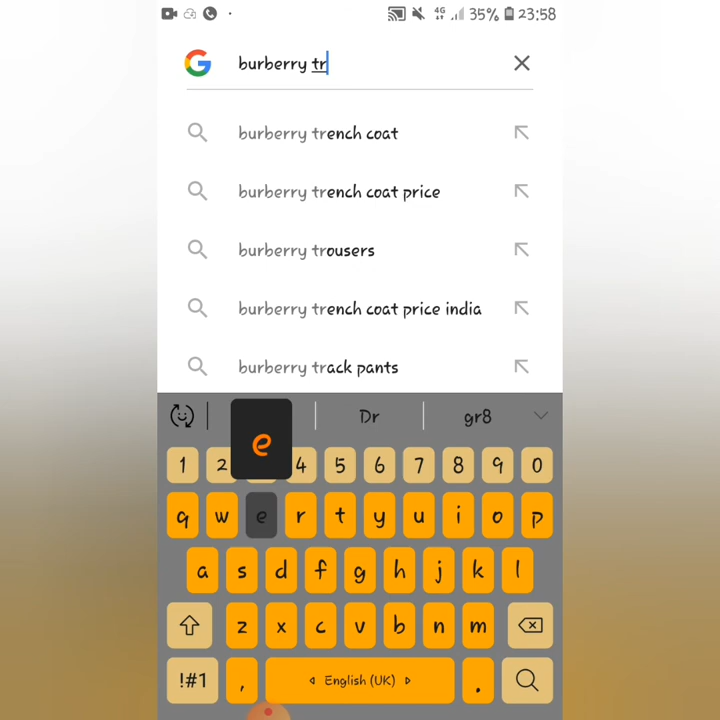 4G 35% 23:58
burberry tr
burberry trench coat
burberry trench coat price
burberry trousers
burberry trench coat price india
burberry track pants
e Dr gr8
1 2 4 5 6 7 8 9 0
q w e r t y u i o p
a s d f g h j k l
z x c v b n m
!#1 , English (UK) .